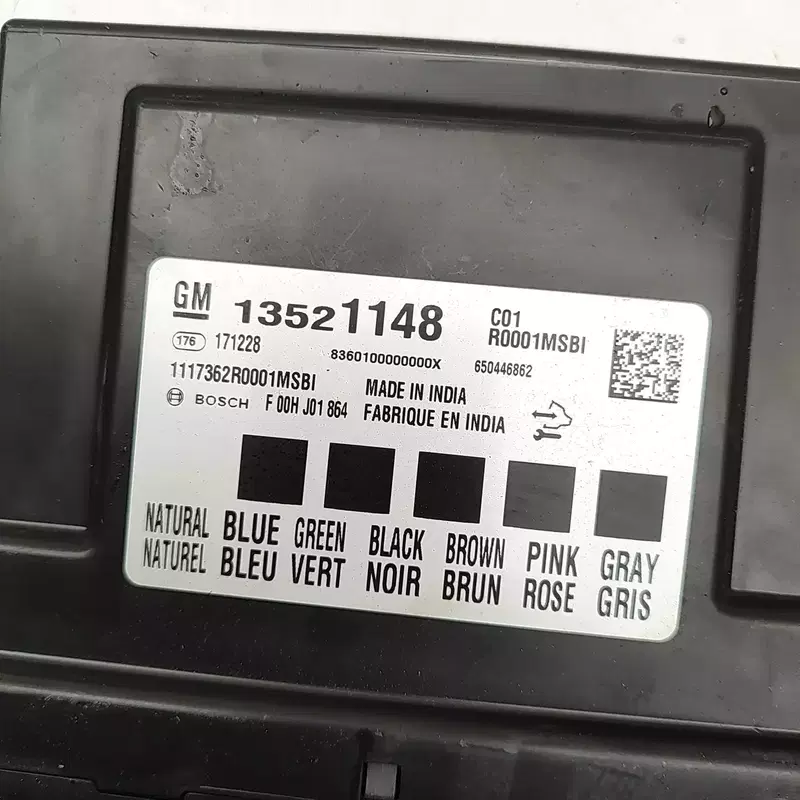 GM 13521148 C01
R0001MSBI
176 171228 8360100000000X 650446862
1117362R0001MSBI MADE IN INDIA
BOSCH F 00H J01 864 FABRIQUE EN INDIA
NATURAL BLUE GREEN BLACK BROWN PINK GRAY
NATUREL BLEU VERT NOIR BRUN ROSE GRIS